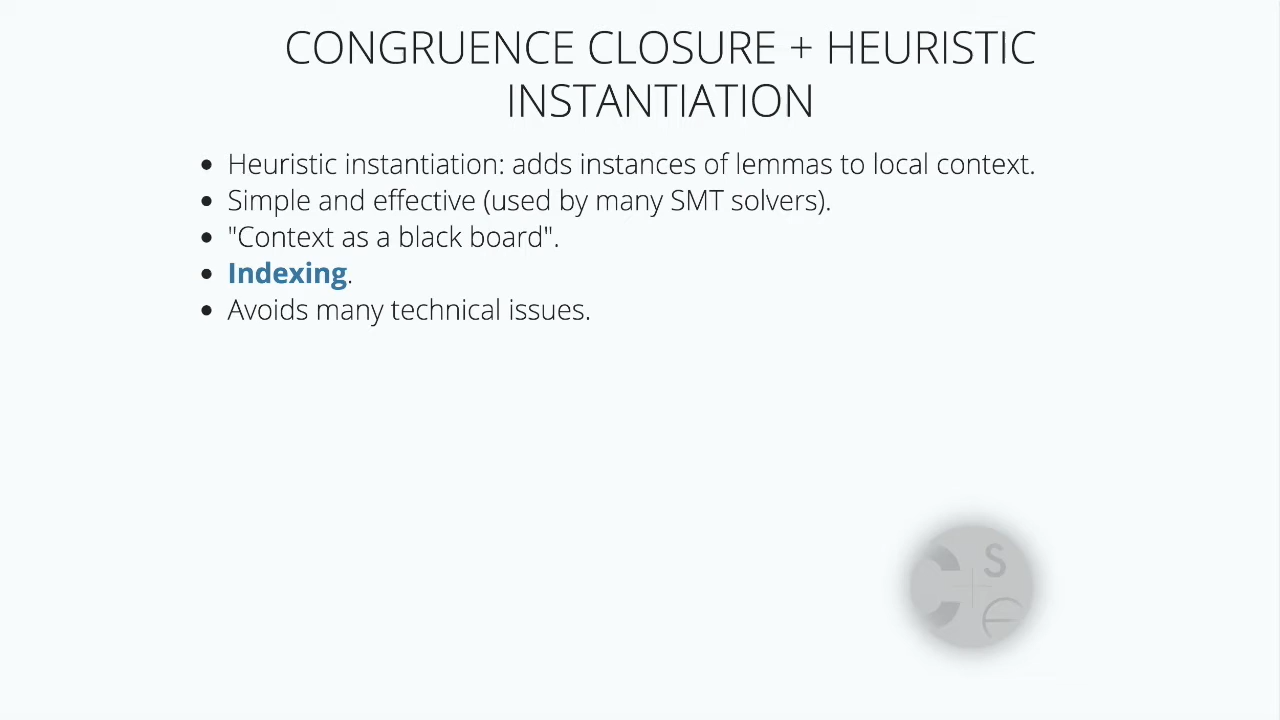 CONGRUENCE CLOSURE + HEURISTIC
INSTANTIATION
• Heuristic instantiation: adds instances of lemmas to local context.
• Simple and effective (used by many SMT solvers).
• "Context as a black board".
• Indexing.
• Avoids many technical issues.
C S
+
e